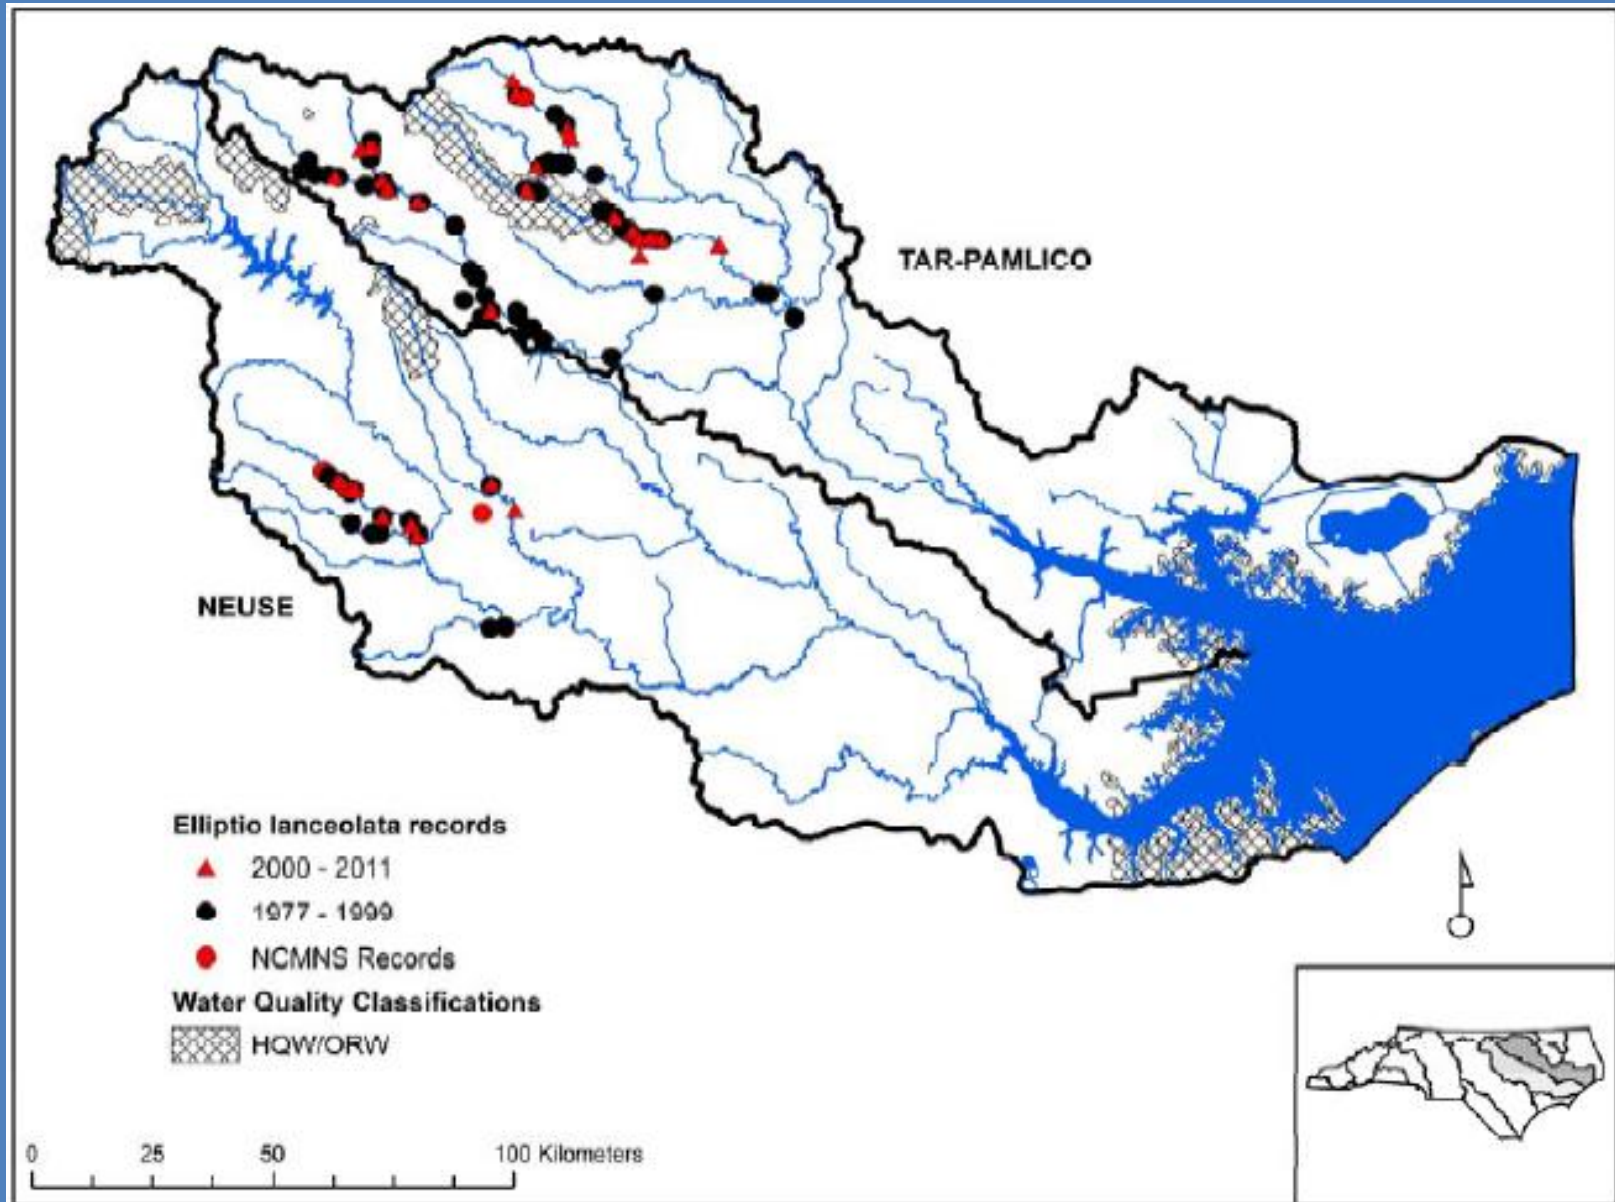 TAR-PAMLICO
NEUSE
Elliptio lanceolata records
2000 - 2011
1977 - 1999
NCMNS Records
Water Quality Classifications
HQW/ORW
0 25 50 100 Kilometers